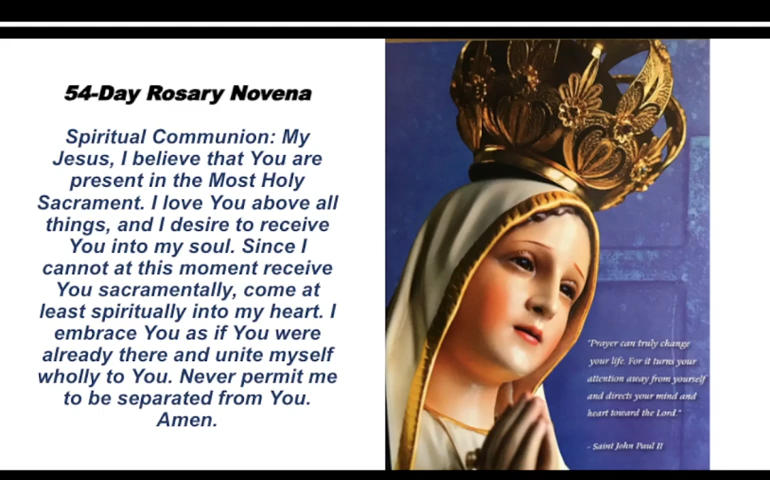 54-Day Rosary Novena
Spiritual Communion: My
Jesus, I believe that You are
present in the Most Holy
Sacrament. I love You above all
things, and I desire to receive
You into my soul. Since I
cannot at this moment receive
You sacramentally, come at
least spiritually into my heart. I
embrace You as if You were
already there and unite myself
wholly to You. Never permit me
to be separated from You.
Amen.
"Prayer can truly change
your life. For it turns your
attention away from yourself
and directs your mind and
heart toward the Lord."
- Saint John Paul II